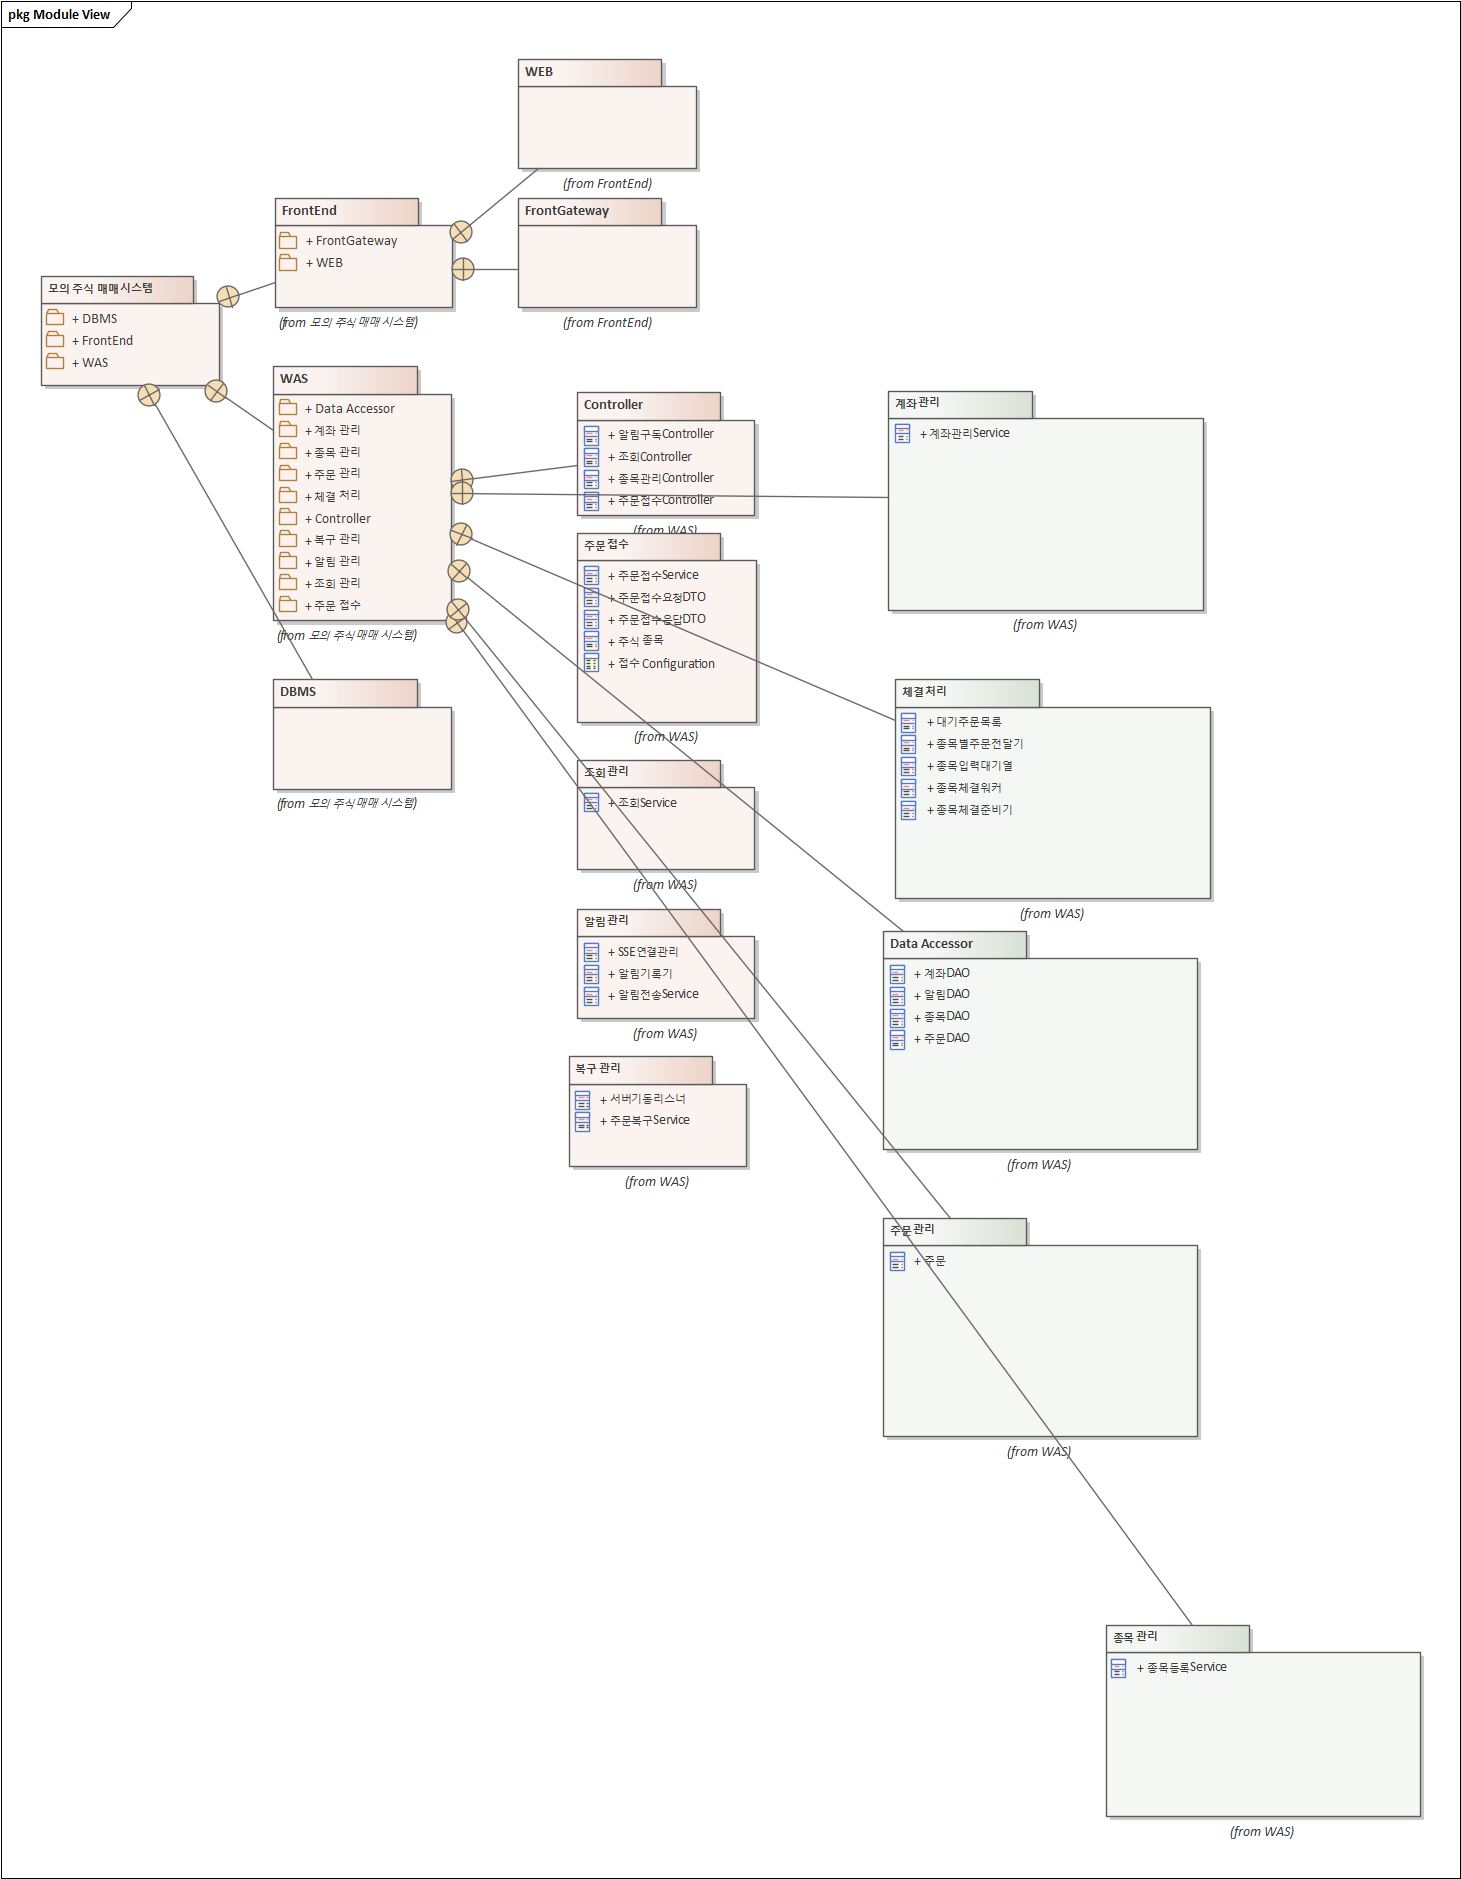 pkg Module View
WEB
(from FrontEnd)
FrontEnd
+ FrontGateway
+ WEB
(from 모의 주식 매매 시스템)
FrontGateway
(from FrontEnd)
모의 주식 매매시스템
+ DBMS
+ FrontEnd
+ WAS
WAS
+ Data Accessor
+ 계좌 관리
+ 종목 관리
+ 주문 관리
+ 체결 처리
+ Controller
+ 복구 관리
+ 알림 관리
+ 조회 관리
+ 주문 접수
(from 모의 주식 매매 시스템)
DBMS
(from 모의 주식 매매 시스템)
Controller
+ 알림구독Controller
+ 조회Controller
+ 종목관리Controller
+ 주문접수Controller
(from WAS)
주문접수
+ 주문접수Service
+ 주문접수요청DTO
+ 주문접수응답DTO
+ 주식 종목
+ 접수 Configuration
(from WAS)
조회관리
+ 조회Service
(from WAS)
알림관리
+ SSE연결관리
+ 알림기록기
+ 알림전송Service
(from WAS)
복구 관리
+ 서버기동리스너
+ 주문복구Service
(from WAS)
계좌관리
+ 계좌관리Service
(from WAS)
체결처리
+ 대기주문목록
+ 종목별주문전달기
+ 종목입력대기열
+ 종목체결워커
+ 종목체결준비기
(from WAS)
Data Accessor
+ 계좌DAO
+ 알림DAO
+ 종목DAO
+ 주문DAO
(from WAS)
주문관리
+ 주문
(from WAS)
종목 관리
+ 종목등록Service
(from WAS)